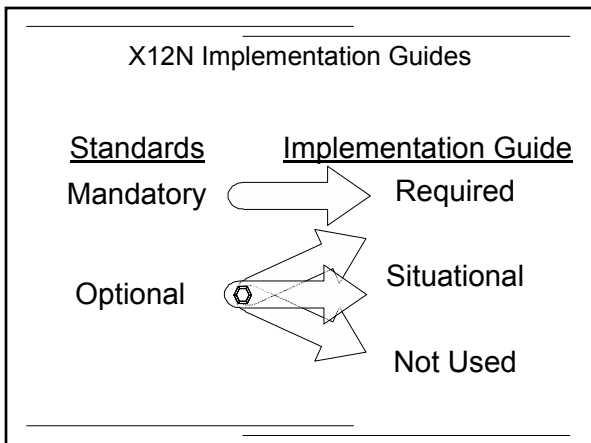 X12N Implementation Guides
Standards Implementation Guide
Mandatory Required
Optional Situational
Not Used